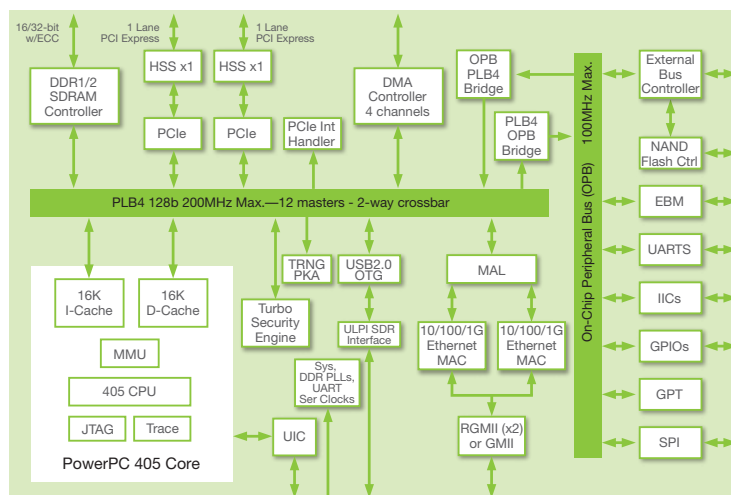 16/32-bit
w/ECC
1 Lane
PCI Express
1 Lane
PCI Express
DDR1/2
SDRAM
Controller
HSS x1
HSS x1
PCIe
PCIe
PCIe Int
Handler
DMA
Controller
4 channels
OPB
PLB4
Bridge
PLB4
OPB
Bridge
PLB4 128b 200MHz Max.—12 masters - 2-way crossbar
On-Chip Peripheral Bus (OPB) 100MHz Max.
External
Bus
Controller
NAND
Flash Ctrl
EBM
UARTS
IICs
GPIOs
GPT
SPI
16K
I-Cache
16K
D-Cache
MMU
405 CPU
JTAG
Trace
PowerPC 405 Core
Turbo
Security
Engine
TRNG
PKA
USB2.0
OTG
ULPI SDR
Interface
Sys,
DDR PLLs,
UART
Ser Clocks
UIC
MAL
10/100/1G
Ethernet
MAC
10/100/1G
Ethernet
MAC
RGMII (x2)
or GMII